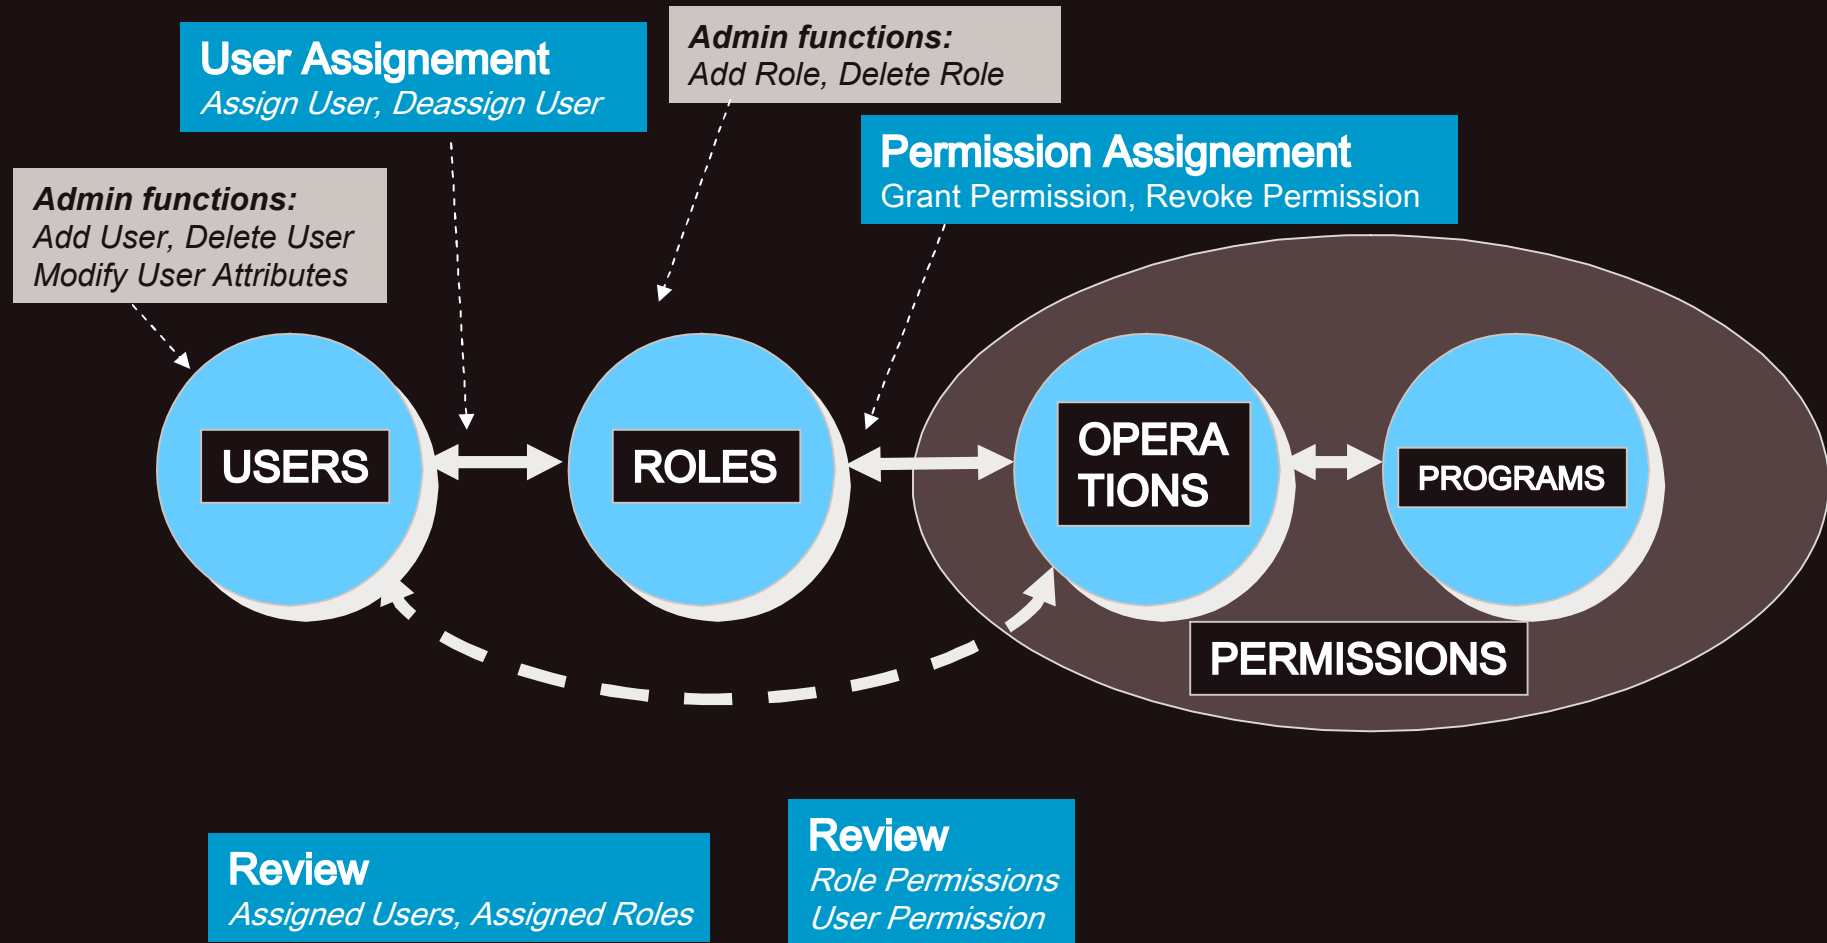 Admin functions:
Add Role, Delete Role
User Assignement
Assign User, Deassign User
Permission Assignement
Grant Permission, Revoke Permission
Admin functions:
Add User, Delete User
Modify User Attributes
USERS
ROLES
OPERA
TIONS
PROGRAMS
PERMISSIONS
Review
Assigned Users, Assigned Roles
Review
Role Permissions
User Permission